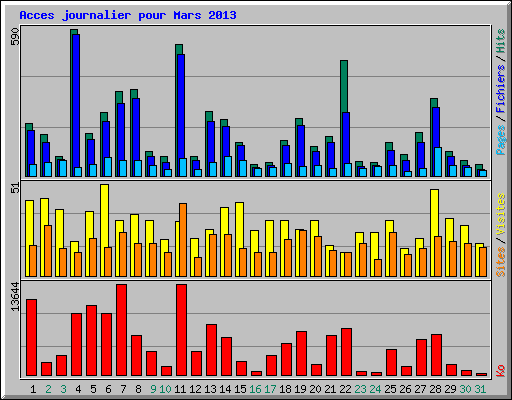 Acces journalier pour Mars 2013
590
Pages / Fichiers / Hits
51
Sites / Visites
13644
Ko
1 2 3 4 5 6 7 8 9 10 11 12 13 14 15 16 17 18 19 20 21 22 23 24 25 26 27 28 29 30 31